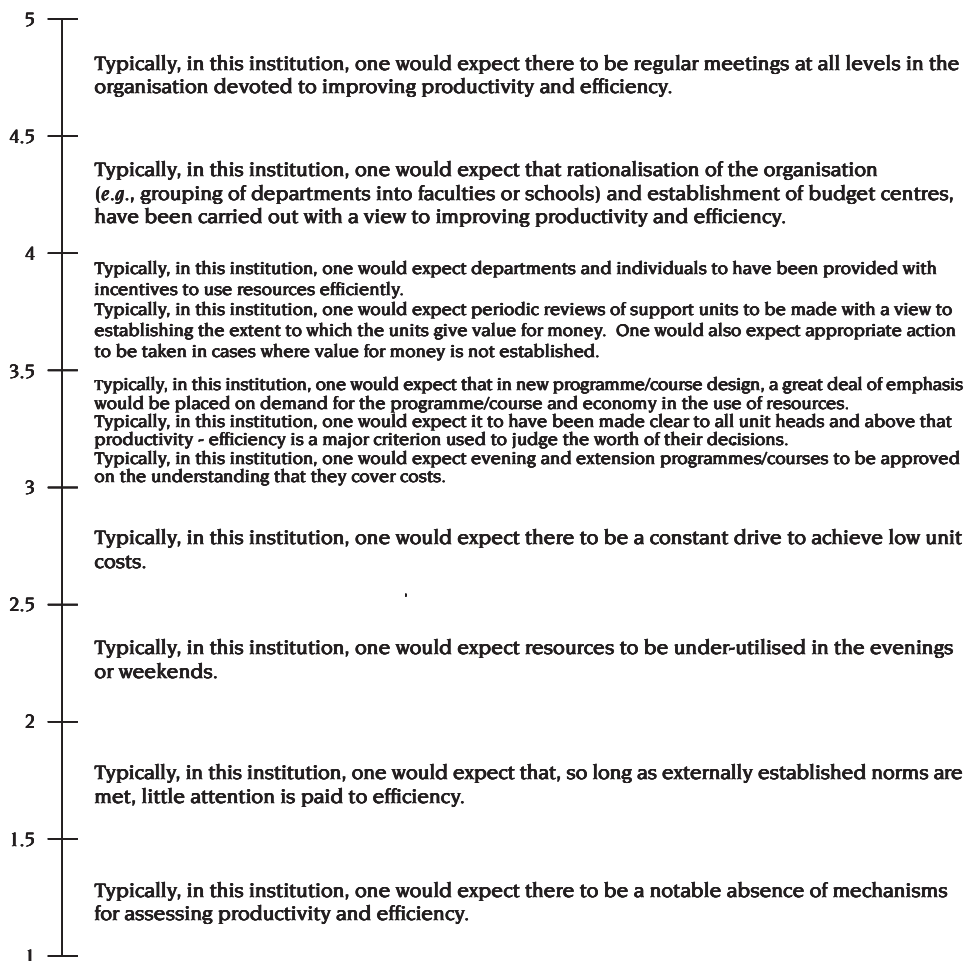 5
Typically, in this institution, one would expect there to be regular meetings at all levels in the
organisation devoted to improving productivity and efficiency.
4.5
Typically, in this institution, one would expect that rationalisation of the organisation
(e.g., grouping of departments into faculties or schools) and establishment of budget centres,
have been carried out with a view to improving productivity and efficiency.
4
Typically, in this institution, one would expect departments and individuals to have been provided with
incentives to use resources efficiently.
Typically, in this institution, one would expect periodic reviews of support units to be made with a view to
establishing the extent to which the units give value for money. One would also expect appropriate action
to be taken in cases where value for money is not established.
3.5
Typically, in this institution, one would expect that in new programme/course design, a great deal of emphasis
would be placed on demand for the programme/course and economy in the use of resources.
Typically, in this institution, one would expect it to have been made clear to all unit heads and above that
productivity - efficiency is a major criterion used to judge the worth of their decisions.
Typically, in this institution, one would expect evening and extension programmes/courses to be approved
on the understanding that they cover costs.
3
Typically, in this institution, one would expect there to be a constant drive to achieve low unit
costs.
2.5
Typically, in this institution, one would expect resources to be under-utilised in the evenings
or weekends.
2
Typically, in this institution, one would expect that, so long as externally established norms are
met, little attention is paid to efficiency.
1.5
Typically, in this institution, one would expect there to be a notable absence of mechanisms
for assessing productivity and efficiency.
1